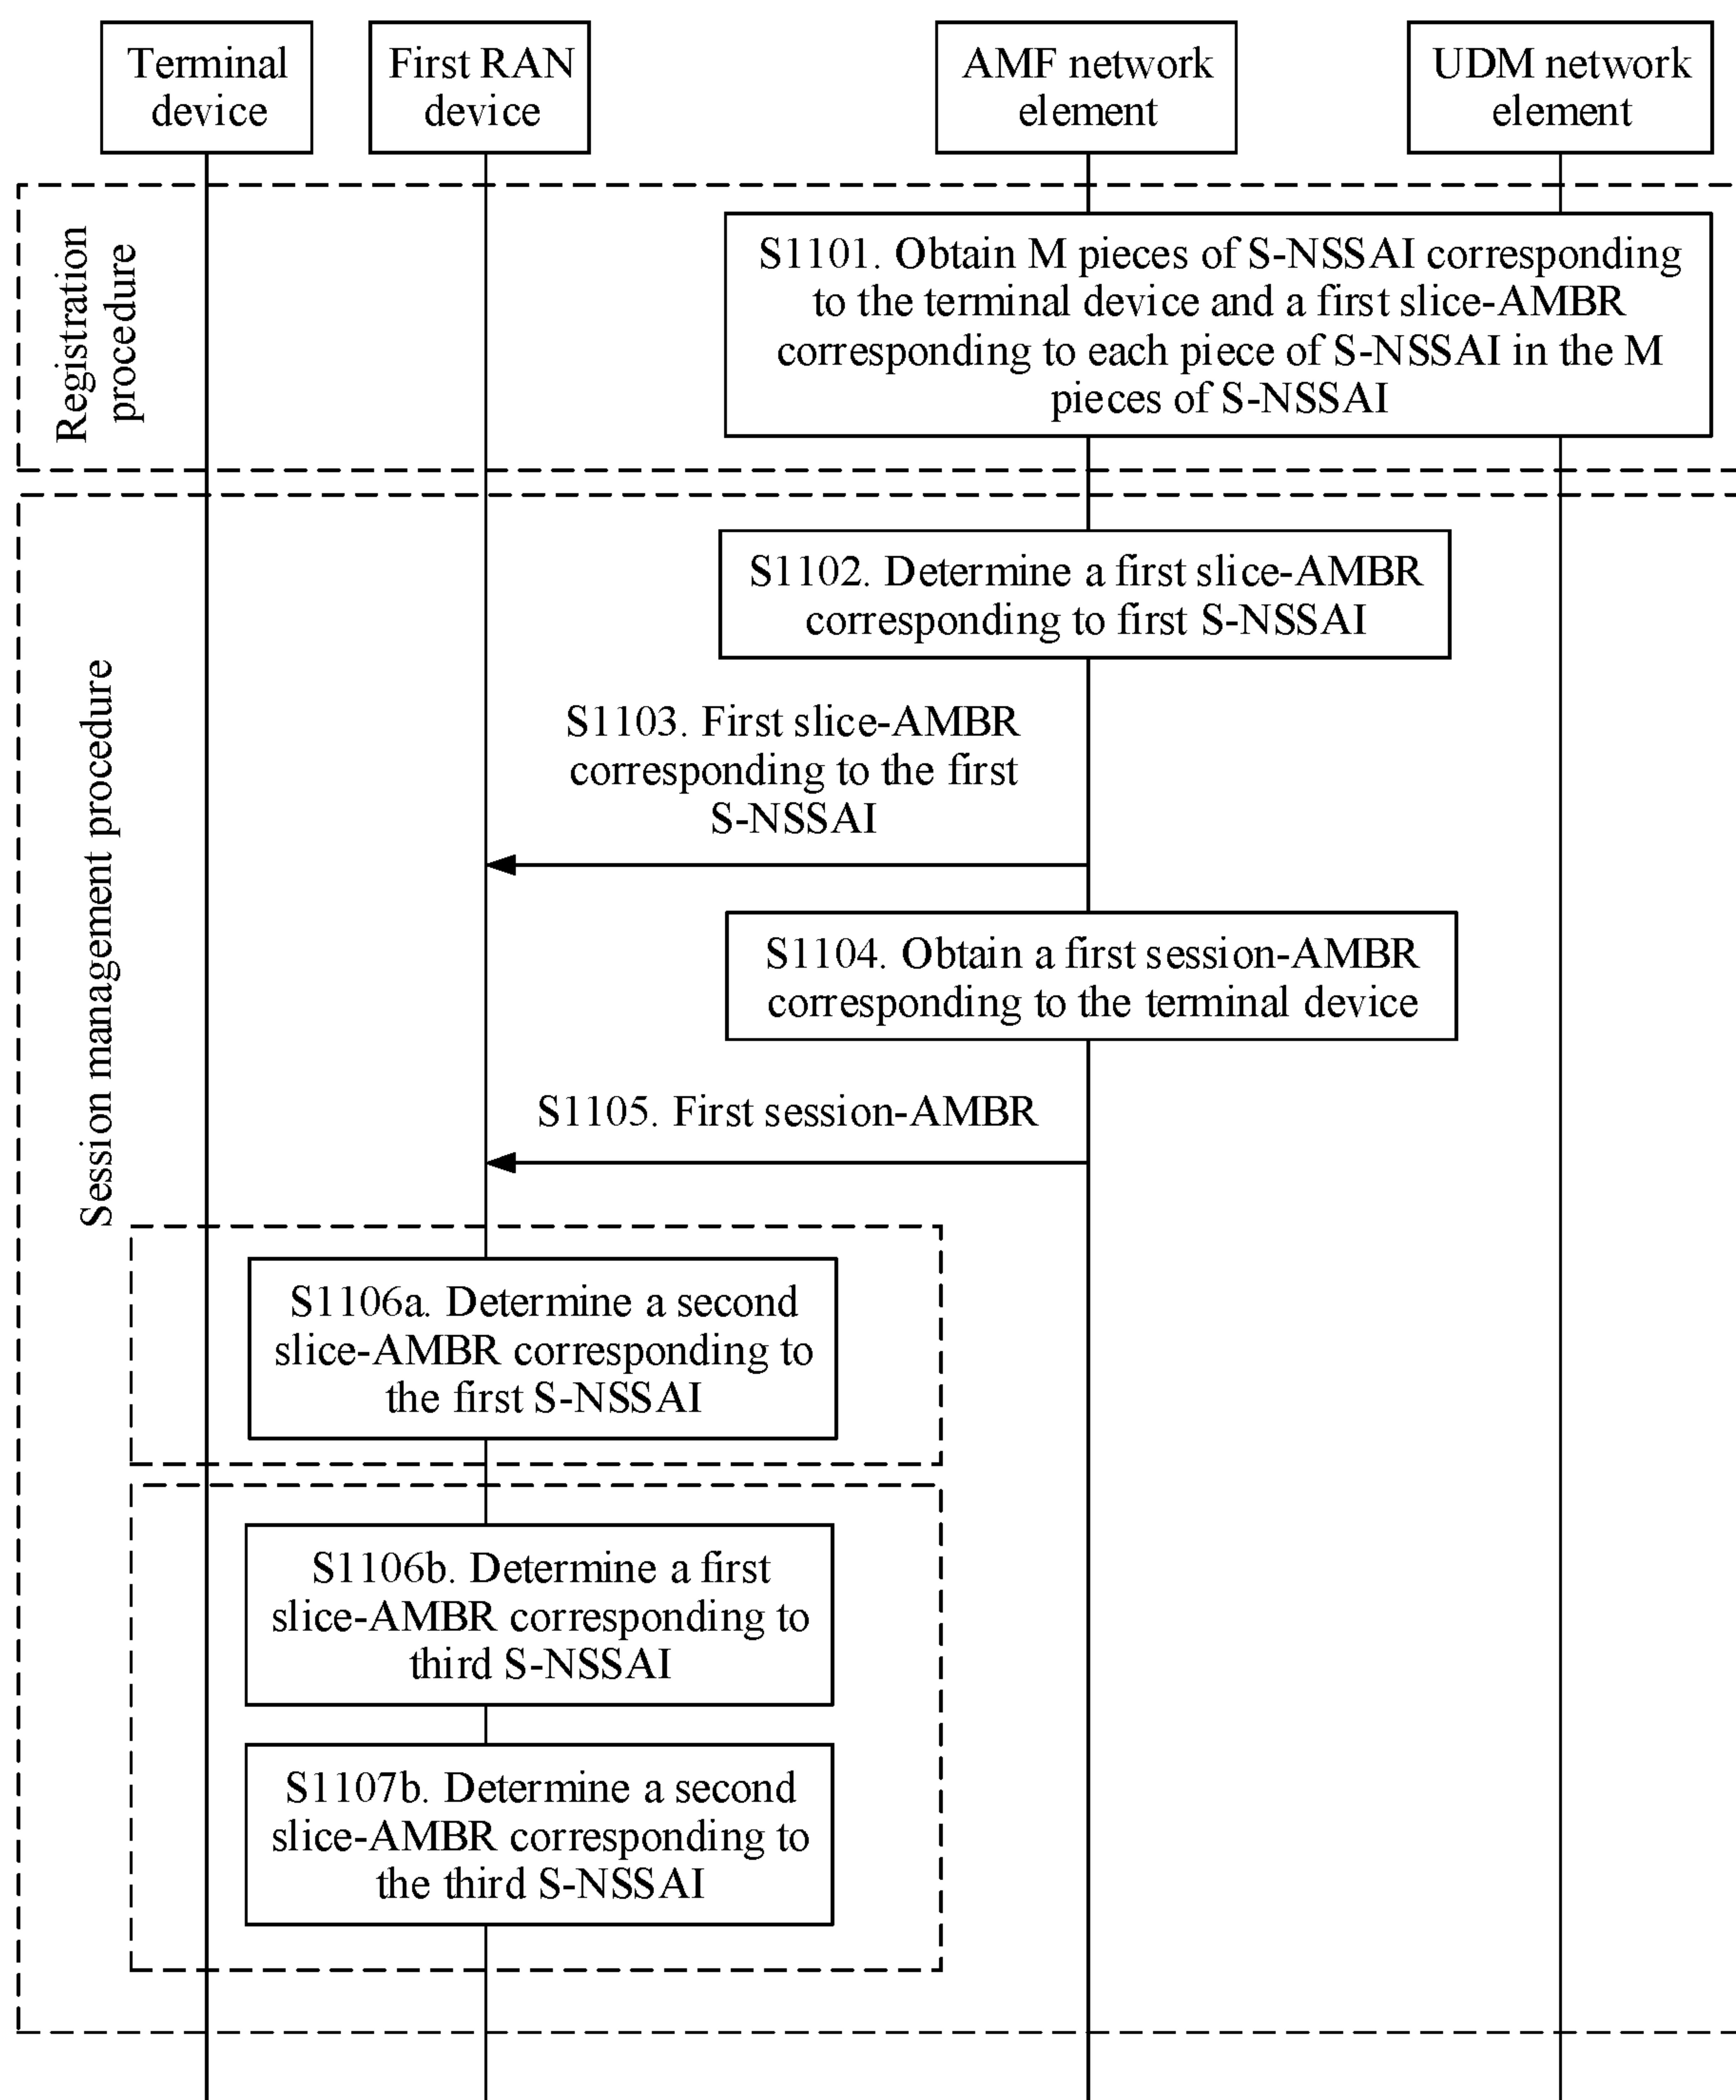 Terminal
device
First RAN
device
AMF network
element
UDM network
element
Registration
procedure
S1101. Obtain M pieces of S-NSSAI corresponding
to the terminal device and a first slice-AMBR
corresponding to each piece of S-NSSAI in the M
pieces of S-NSSAI
Session management procedure
S1102. Determine a first slice-AMBR
corresponding to first S-NSSAI
S1103. First slice-AMBR
corresponding to the first
S-NSSAI
S1104. Obtain a first session-AMBR
corresponding to the terminal device
S1105. First session-AMBR
S1106a. Determine a second
slice-AMBR corresponding to
the first S-NSSAI
S1106b. Determine a first
slice-AMBR corresponding to
third S-NSSAI
S1107b. Determine a second
slice-AMBR corresponding to
the third S-NSSAI